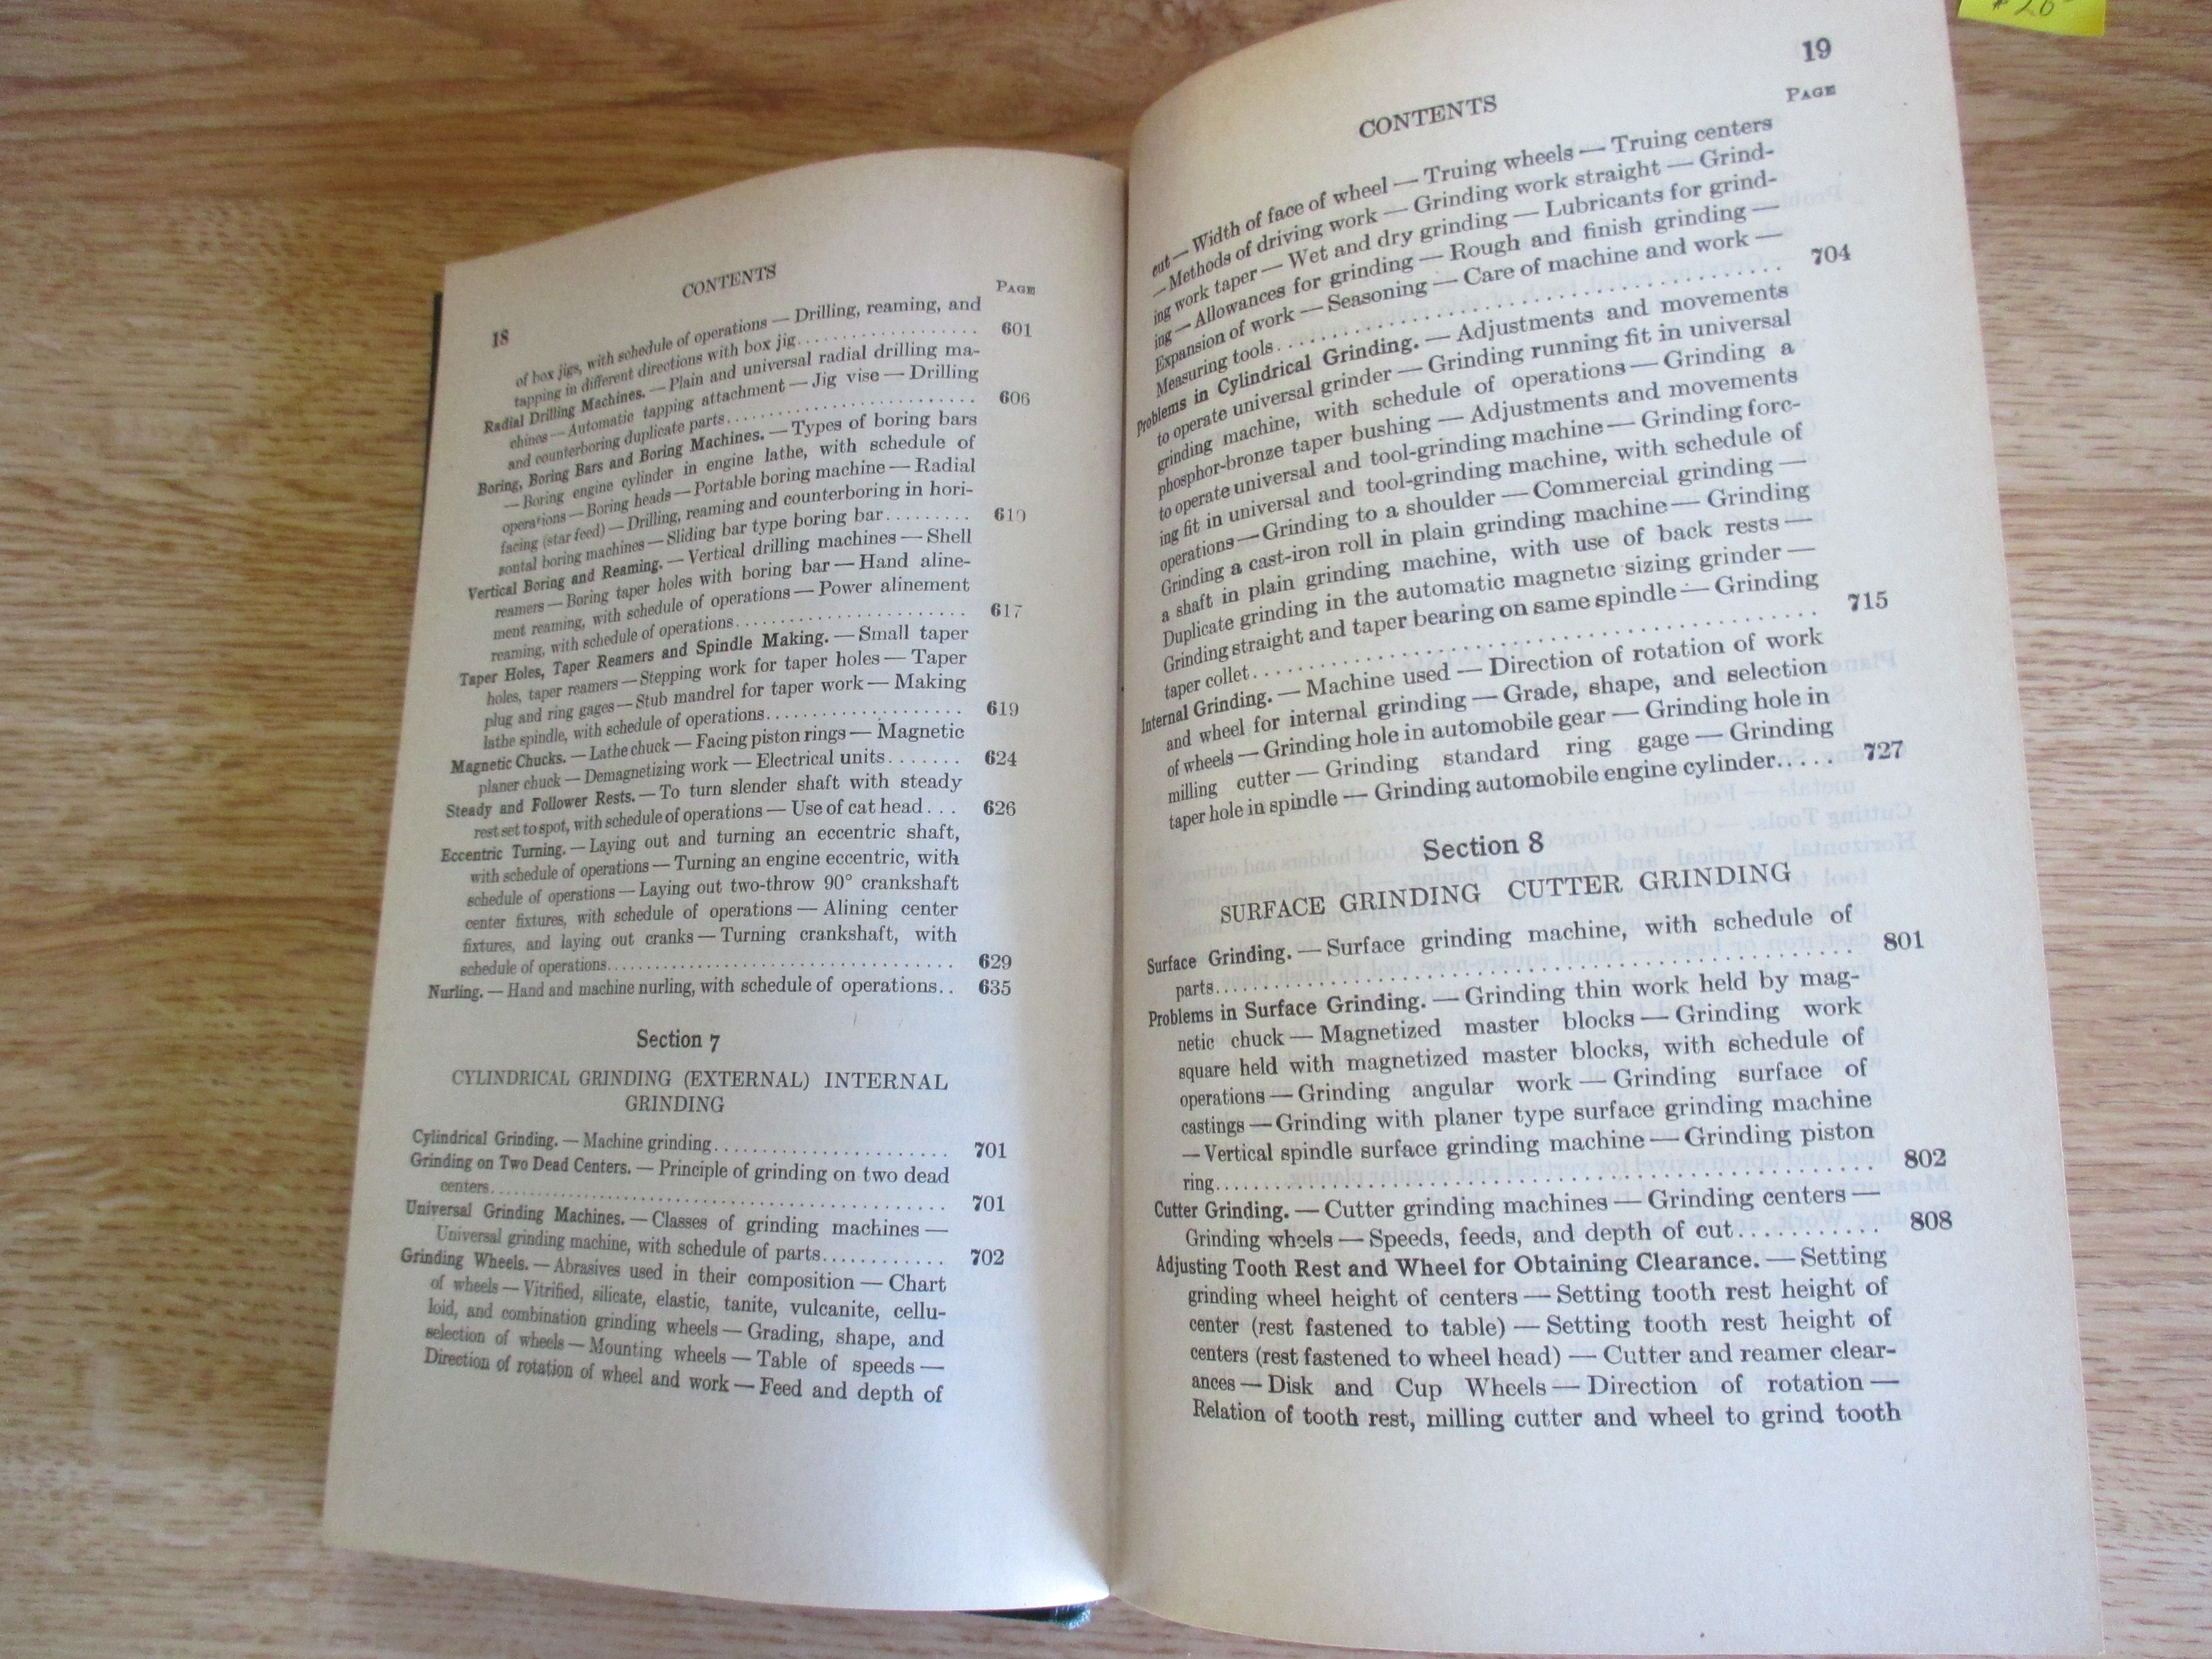 18
CONTENTS
PAGE
of box jigs, with schedule of operations — Drilling, reaming, and
tapping in different directions with box jig.............. 601
Radial Drilling Machines. — Plain and universal radial drilling ma-
chines — Automatic tapping attachment — Jig vise — Drilling
and counterboring duplicate parts.................... 606
Boring, Boring Bars and Boring Machines. — Types of boring bars
— Boring engine cylinder in engine lathe, with schedule of
operations — Boring heads — Portable boring machine — Radial
facing (star feed) — Drilling, reaming and counterboring in hori-
zontal boring machines — Sliding bar type boring bar......... 610
Vertical Boring and Reaming. — Vertical drilling machines — Shell
reamers — Boring taper holes with boring bar — Hand aline-
ment reaming, with schedule of operations — Power alinement
reaming, with schedule of operations.................... 617
Taper Holes, Taper Reamers and Spindle Making. — Small taper
holes, taper reamers — Stepping work for taper holes — Taper
plug and ring gages — Stub mandrel for taper work — Making
lathe spindle, with schedule of operations.................. 619
Magnetic Chucks. — Lathe chuck — Facing piston rings — Magnetic
planer chuck — Demagnetizing work — Electrical units....... 624
Steady and Follower Rests. — To turn slender shaft with steady
rest set to spot, with schedule of operations — Use of cat head... 626
Eccentric Turning. — Laying out and turning an eccentric shaft,
with schedule of operations — Turning an engine eccentric, with
schedule of operations — Laying out two-throw 90° crankshaft
center fixtures, with schedule of operations — Alining center
fixtures, and laying out cranks — Turning crankshaft, with
schedule of operations.................................. 629
Nurling. — Hand and machine nurling, with schedule of operations.. 635
Section 7
CYLINDRICAL GRINDING (EXTERNAL) INTERNAL
GRINDING
Cylindrical Grinding. — Machine grinding........................ 701
Grinding on Two Dead Centers. — Principle of grinding on two dead
centers.............................................. 701
Universal Grinding Machines. — Classes of grinding machines —
Universal grinding machine, with schedule of parts............ 702
Grinding Wheels. — Abrasives used in their composition — Chart
of wheels — Vitrified, silicate, elastic, tanite, vulcanite, cellu-
loid, and combination grinding wheels — Grading, shape, and
selection of wheels — Mounting wheels — Table of speeds —
Direction of rotation of wheel and work — Feed and depth of
$20
19
CONTENTS
PAGE
cut — Width of face of wheel — Truing wheels — Truing centers
— Methods of driving work — Grinding work straight — Grind-
ing work taper — Wet and dry grinding — Lubricants for grind-
ing — Allowances for grinding — Rough and finish grinding —
Expansion of work — Seasoning — Care of machine and work —
Measuring tools........................................ 704
Problems in Cylindrical Grinding. — Adjustments and movements
to operate universal grinder — Grinding running fit in universal
grinding machine, with schedule of operations — Grinding a
phosphor-bronze taper bushing — Adjustments and movements
to operate universal and tool-grinding machine — Grinding forc-
ing fit in universal and tool-grinding machine, with schedule of
operations — Grinding to a shoulder — Commercial grinding —
Grinding a cast-iron roll in plain grinding machine — Grinding
a shaft in plain grinding machine, with use of back rests —
Duplicate grinding in the automatic magnetic sizing grinder —
Grinding straight and taper bearing on same spindle — Grinding
taper collet.......................................... 715
Internal Grinding. — Machine used — Direction of rotation of work
and wheel for internal grinding — Grade, shape, and selection
of wheels — Grinding hole in automobile gear — Grinding hole in
milling cutter — Grinding standard ring gage — Grinding
taper hole in spindle — Grinding automobile engine cylinder..... 727
Section 8
SURFACE GRINDING CUTTER GRINDING
Surface Grinding. — Surface grinding machine, with schedule of
parts................................................ 801
Problems in Surface Grinding. — Grinding thin work held by mag-
netic chuck — Magnetized master blocks — Grinding work
square held with magnetized master blocks, with schedule of
operations — Grinding angular work — Grinding surface of
castings — Grinding with planer type surface grinding machine
— Vertical spindle surface grinding machine — Grinding piston
ring................................................ 802
Cutter Grinding. — Cutter grinding machines — Grinding centers —
Grinding wheels — Speeds, feeds, and depth of cut............ 808
Adjusting Tooth Rest and Wheel for Obtaining Clearance. — Setting
grinding wheel height of centers — Setting tooth rest height of
center (rest fastened to table) — Setting tooth rest height of
centers (rest fastened to wheel head) — Cutter and reamer clear-
ances — Disk and Cup Wheels — Direction of rotation —
Relation of tooth rest, milling cutter and wheel to grind tooth